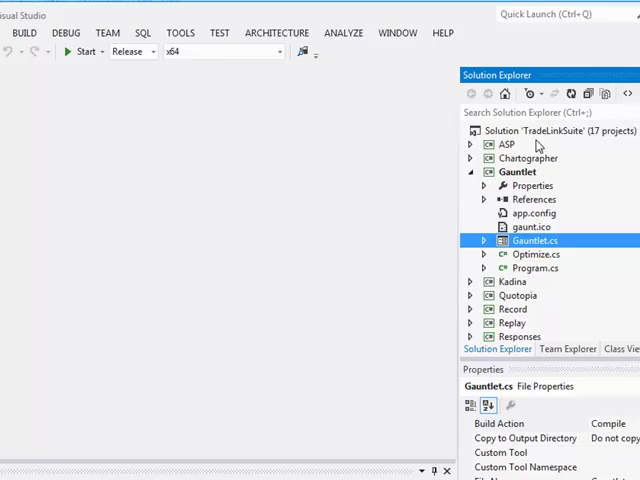 isual Studio
Quick Launch (Ctrl+Q)
BUILD DEBUG TEAM SQL TOOLS TEST ARCHITECTURE ANALYZE WINDOW HELP
Start Release x64
Solution Explorer
Search Solution Explorer (Ctrl+;)
Solution 'TradeLinkSuite' (17 projects)
ASP
Chartographer
Gauntlet
Properties
References
app.config
gaunt.ico
Gauntlet.cs
Optimize.cs
Program.cs
Kadina
Quotopia
Record
Replay
Responses
Solution Explorer Team Explorer Class Vie
Properties
Gauntlet.cs File Properties
Build Action Compile
Copy to Output Directory Do not copy
Custom Tool
Custom Tool Namespace